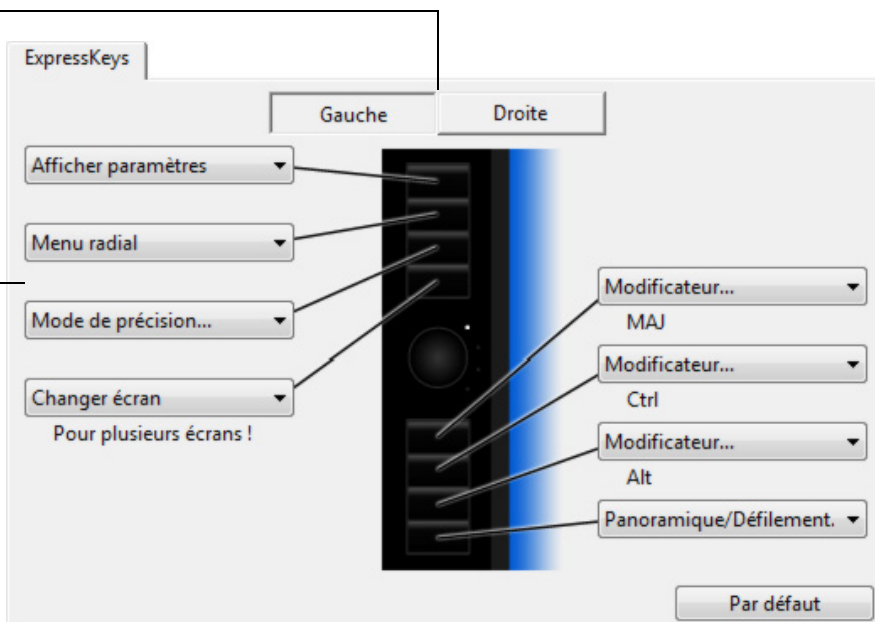 ExpressKeys
Gauche
Droite
Afficher paramètres
Menu radial
Mode de précision...
Changer écran
Pour plusieurs écrans !
Modificateur...
MAJ
Modificateur...
Ctrl
Modificateur...
Alt
Panoramique/Défilement.
Par défaut